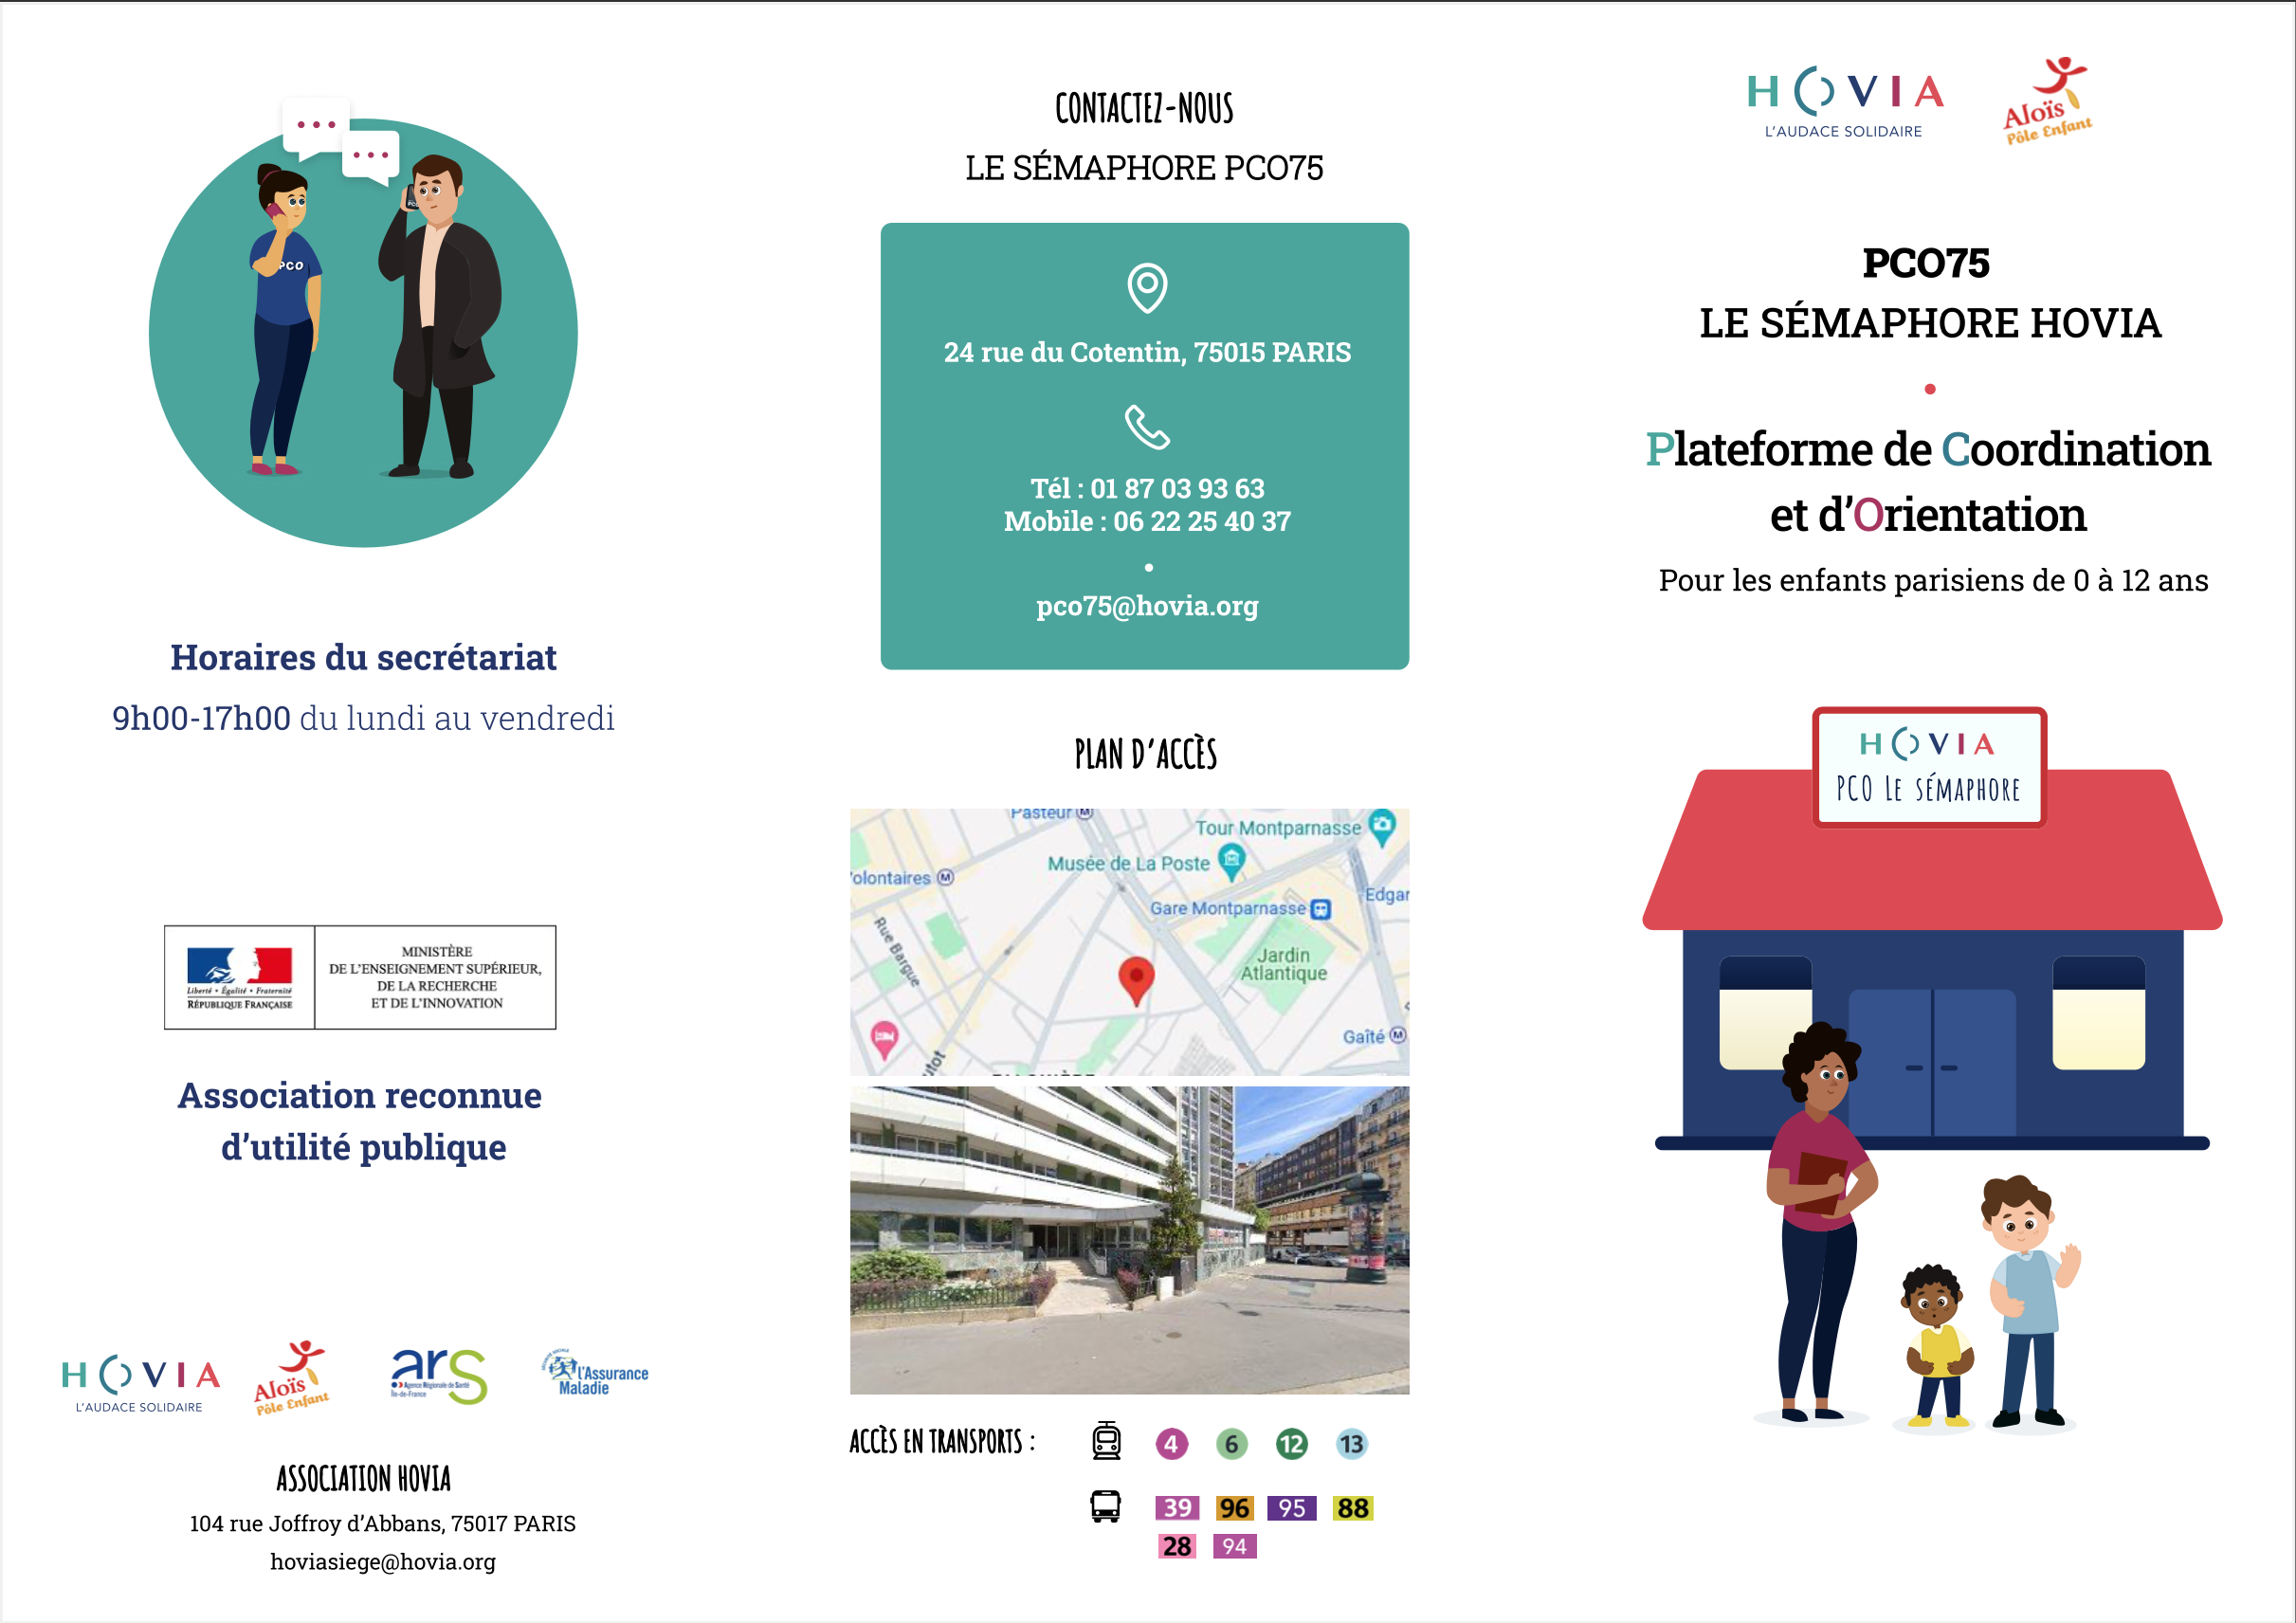 PCO
PCO
Horaires du secrétariat
9h00-17h00 du lundi au vendredi
Liberté • Égalité • Fraternité
RÉPUBLIQUE FRANÇAISE
MINISTÈRE
DE L'ENSEIGNEMENT SUPÉRIEUR,
DE LA RECHERCHE
ET DE L'INNOVATION
Association reconnue
d'utilité publique
HOVIA
L'AUDACE SOLIDAIRE
Aloïs
Pôle Enfant
ars
Agence Régionale de Santé
Île-de-France
SÉCURITÉ SOCIALE
l'Assurance
Maladie
ASSOCIATION HOVIA
104 rue Joffroy d'Abbans, 75017 PARIS
hoviasiege@hovia.org
CONTACTEZ-NOUS
LE SÉMAPHORE PCO75
24 rue du Cotentin, 75015 PARIS
Tél : 01 87 03 93 63
Mobile : 06 22 25 40 37
•
pco75@hovia.org
PLAN D'ACCÈS
Pasteur M
Tour Montparnasse
Musée de La Poste
olontaires M
Edgar
Gare Montparnasse
Rue Bargue
Jardin
Atlantique
Gaîté M
utot
ACCÈS EN TRANSPORTS :
4 6 12 13
39 96 95 88
28 94
HOVIA
L'AUDACE SOLIDAIRE
Aloïs
Pôle Enfant
PCO75
LE SÉMAPHORE HOVIA
•
Plateforme de Coordination
et d'Orientation
Pour les enfants parisiens de 0 à 12 ans
HOVIA
PCO Le sémaphore